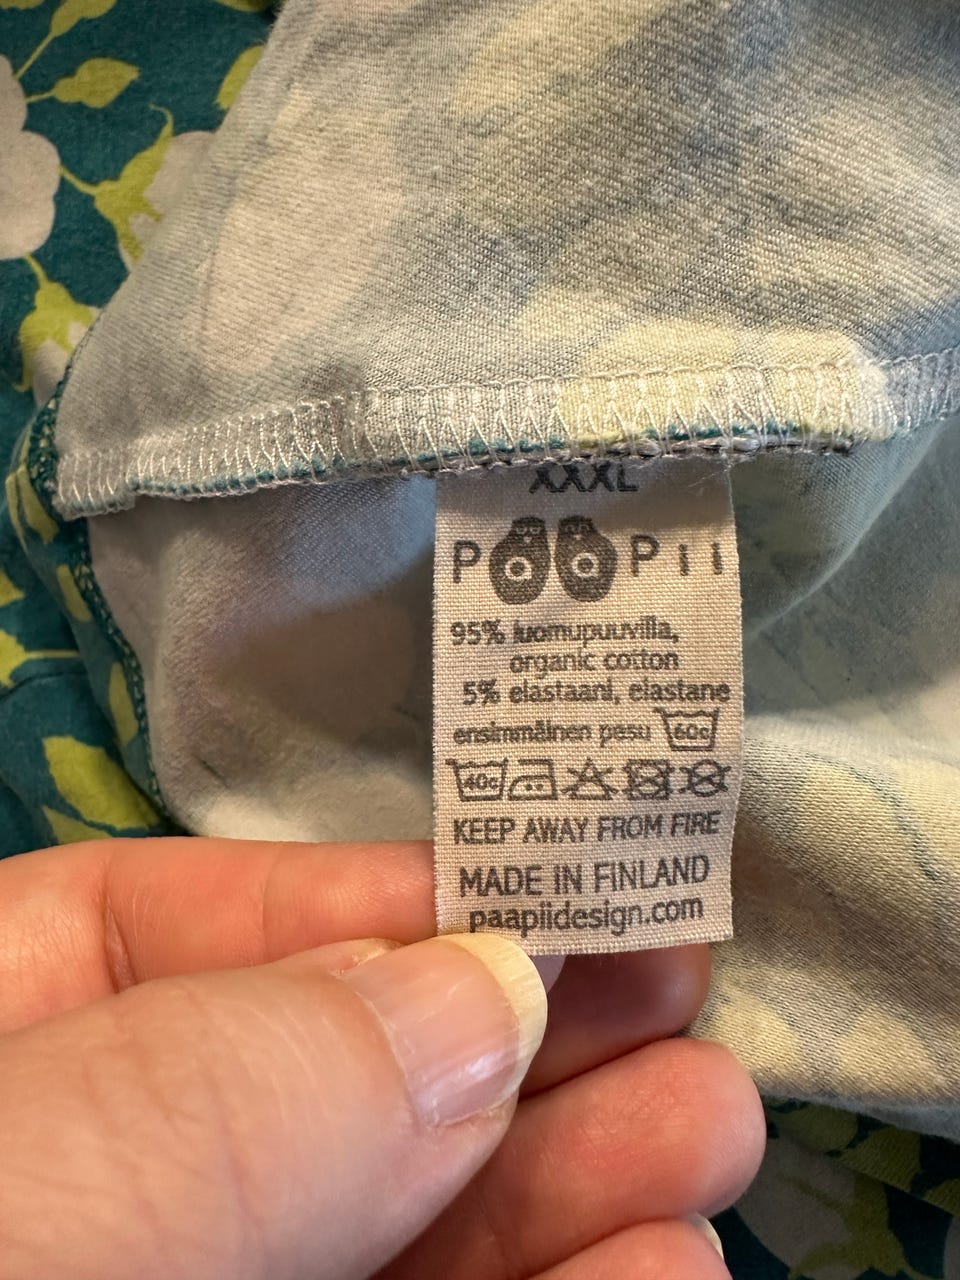 XXXL
PaaPii
95% luomupuuvilla,
organic cotton
5% elastaani, elastane
ensimmäinen pesu 60c
40c
KEEP AWAY FROM FIRE
MADE IN FINLAND
paapiidesign.com